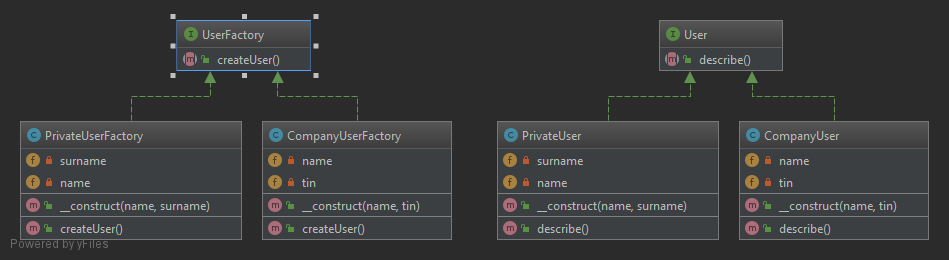 UserFactory
createUser()
User
describe()
PrivateUserFactory
surname
name
__construct(name, surname)
createUser()
CompanyUserFactory
name
tin
__construct(name, tin)
createUser()
PrivateUser
surname
name
__construct(name, surname)
describe()
CompanyUser
name
tin
__construct(name, tin)
describe()
Powered by yFiles